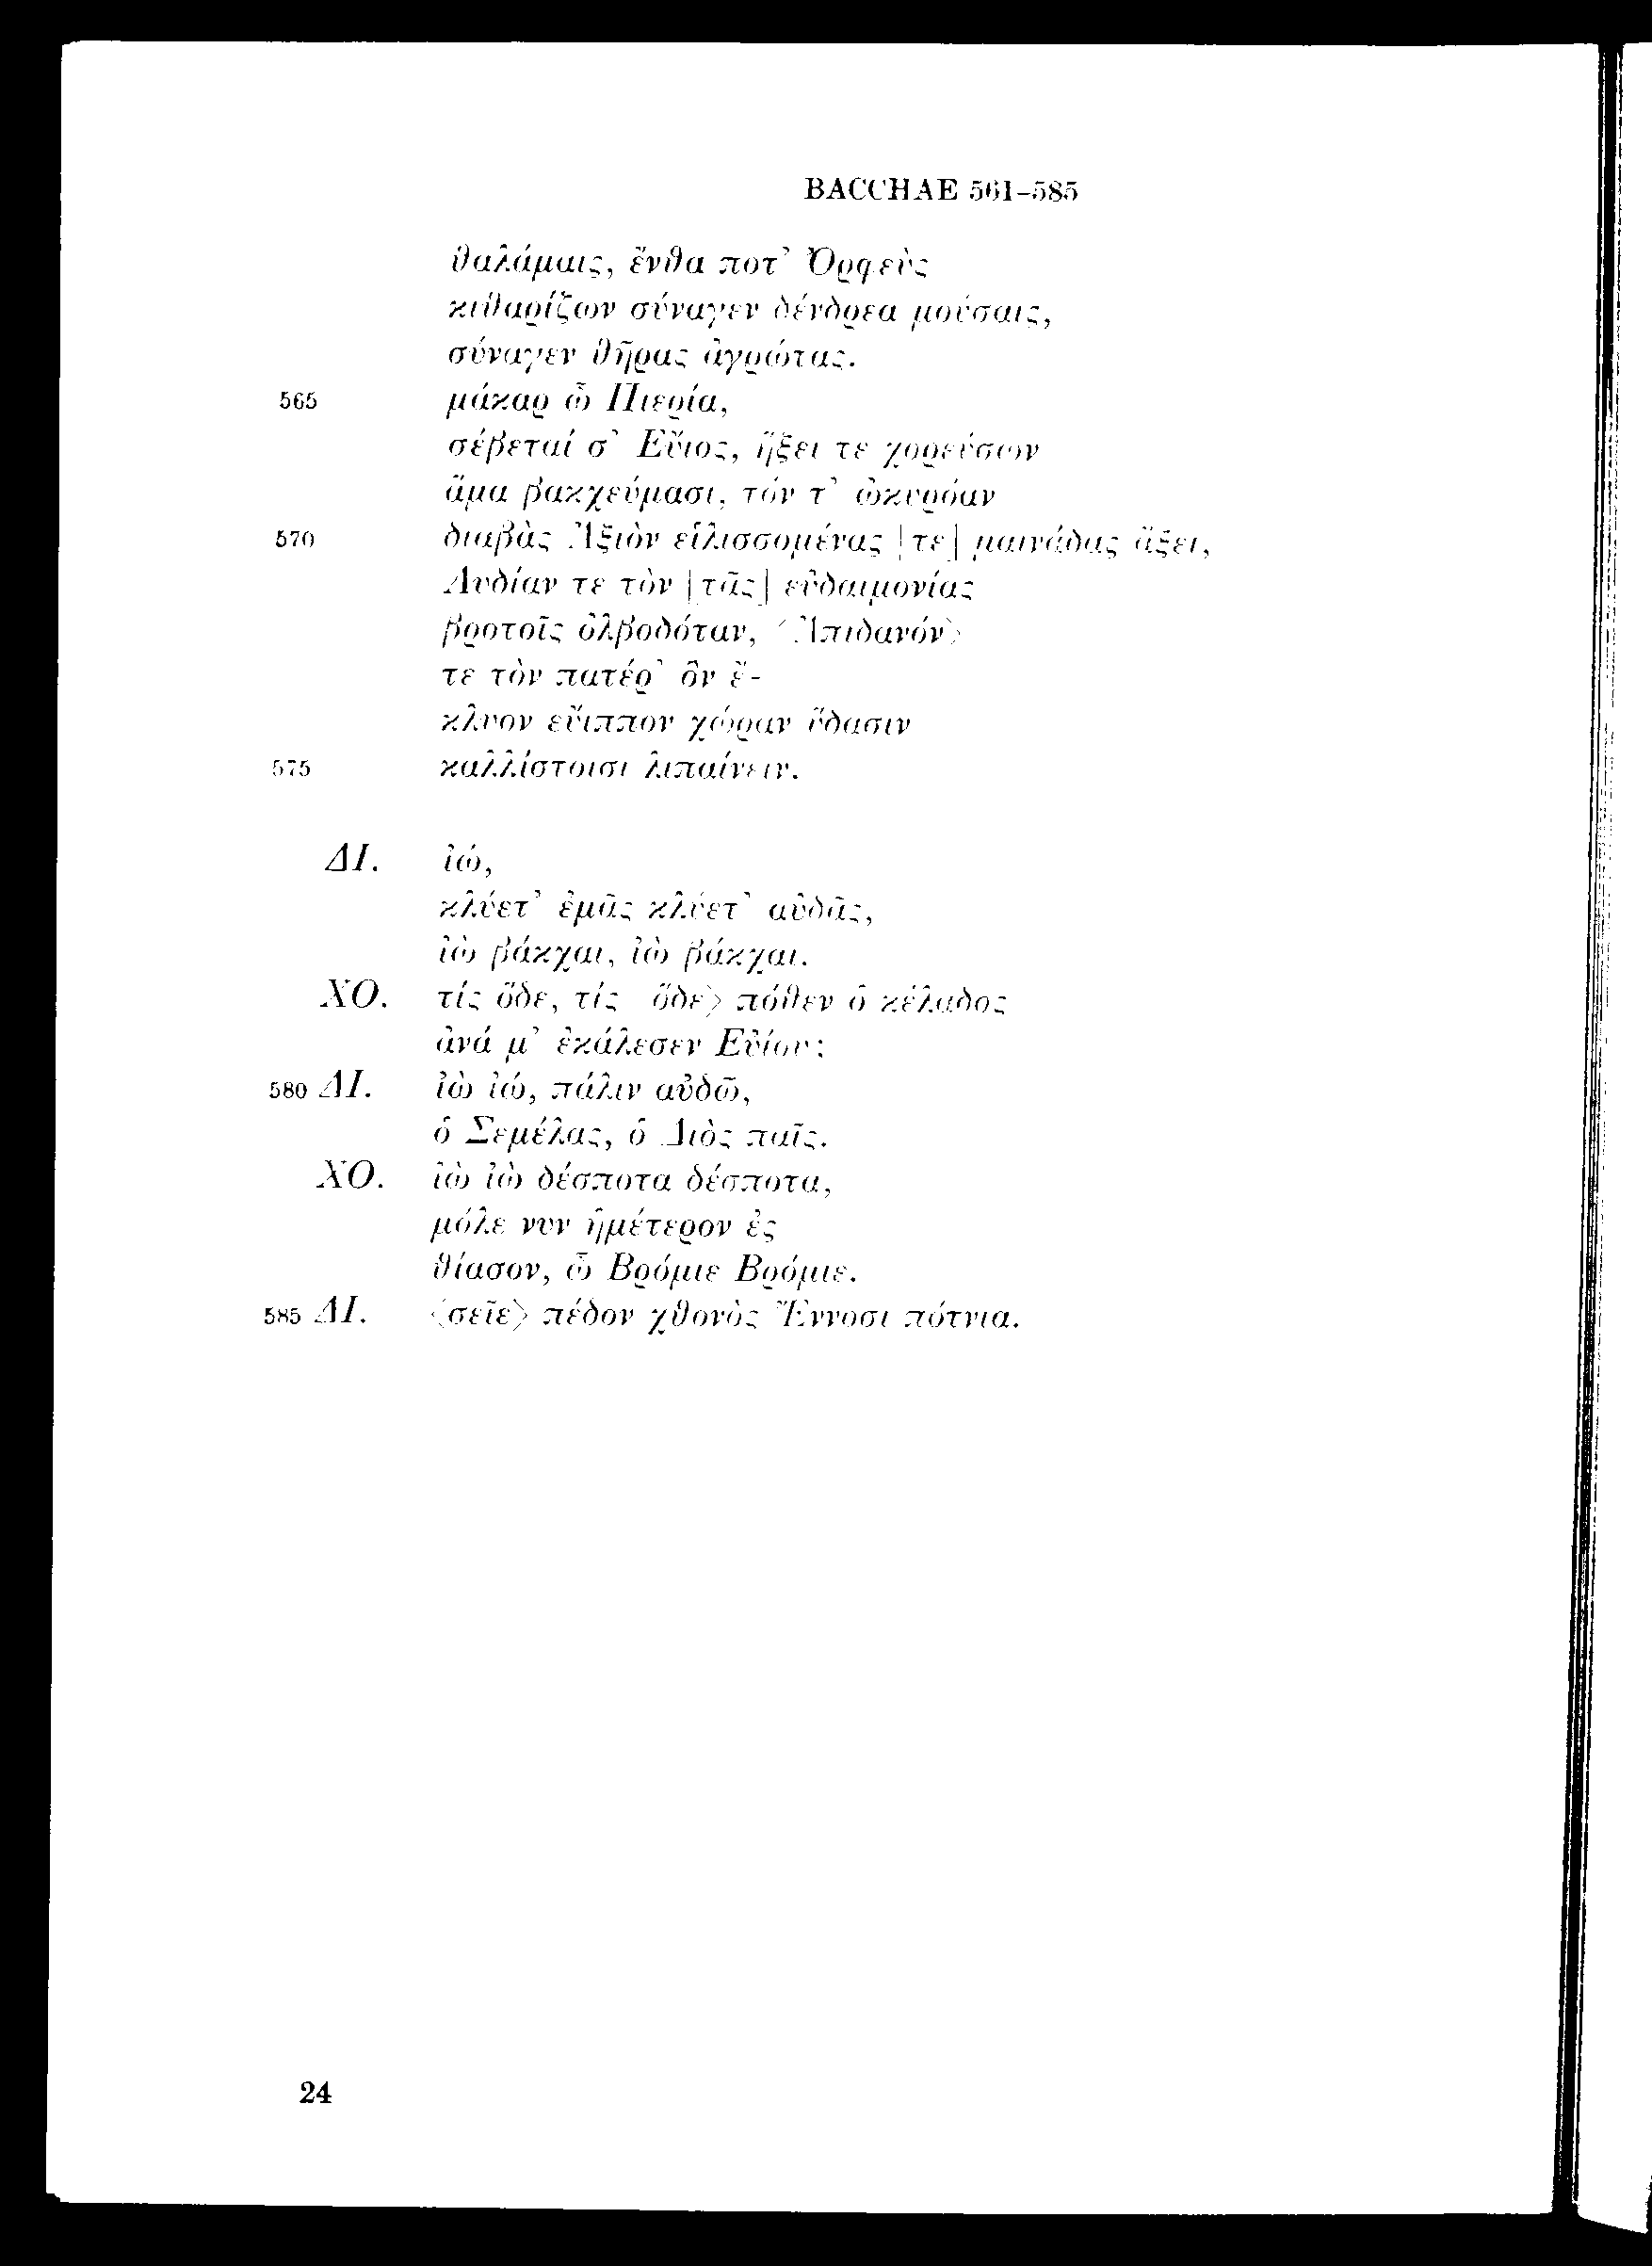 BACCHAE 561-585
θαλάμαις, ἔνθα ποτ' Ὀρφεὺς
κιθαρίζων σύναγεν δένδρεα μούσαις,
σύναγεν θῆρας ἀγρώτας.
565 μάκαρ ὦ Πιερία,
σέβεταί σ' Εὔιος, ἥξει τε χορεύσων
ἅμα βακχεύμασι, τόν τ' ὠκυρόαν
570 διαβὰς Ἀξιὸν εἱλισσομένας [τε] μαινάδας ἄξει,
Λυδίαν τε τὸν [τᾶς] εὐδαιμονίας
βροτοῖς ὀλβοδόταν, <Ἀπιδανόν>
τε τὸν πατέρ' ὃν ἔ-
κλυον εὔιππον χώραν ὕδασιν
575 καλλίστοισι λιπαίνειν.
ΔΙ. ἰώ,
κλύετ' ἐμᾶς κλύετ' αὐδᾶς,
ἰὼ βάκχαι, ἰὼ βάκχαι.
ΧΟ. τίς ὅδε, τίς <ὅδε> πόθεν ὁ κέλαδος
ἀνά μ' ἐκάλεσεν Εὐίου;
580 ΔΙ. ἰὼ ἰώ, πάλιν αὐδῶ,
ὁ Σεμέλας, ὁ Διὸς παῖς.
ΧΟ. ἰὼ ἰὼ δέσποτα δέσποτα,
μόλε νυν ἡμέτερον ἐς
θίασον, ὦ Βρόμιε Βρόμιε.
585 ΔΙ. <σεῖε> πέδον χθονὸς Ἔννοσι πότνια.
24